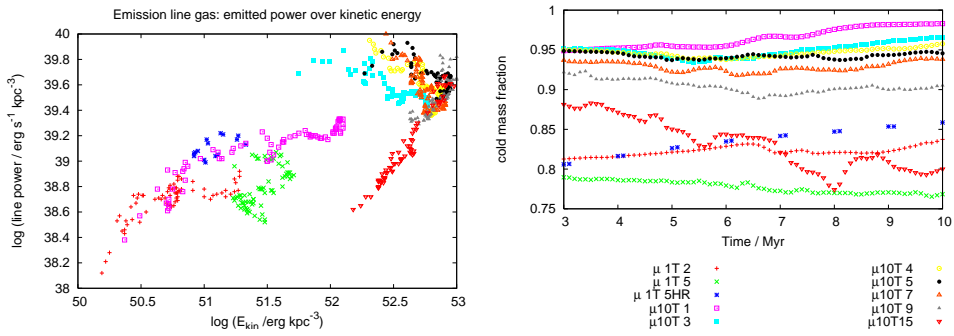 Emission line gas: emitted power over kinetic energy
log (line power / erg s⁻¹ kpc⁻³)
40
39.8
39.6
39.4
39.2
39
38.8
38.6
38.4
38.2
38
50
50.5
51
51.5
52
52.5
53
log (E_kin /erg kpc⁻³)
cold mass fraction
1
0.95
0.9
0.85
0.8
0.75
3
4
5
6
7
8
9
10
Time / Myr
μ 1T 2
μ 1T 5
μ 1T 5HR
μ10T 1
μ10T 3
μ10T 4
μ10T 5
μ10T 7
μ10T 9
μ10T15